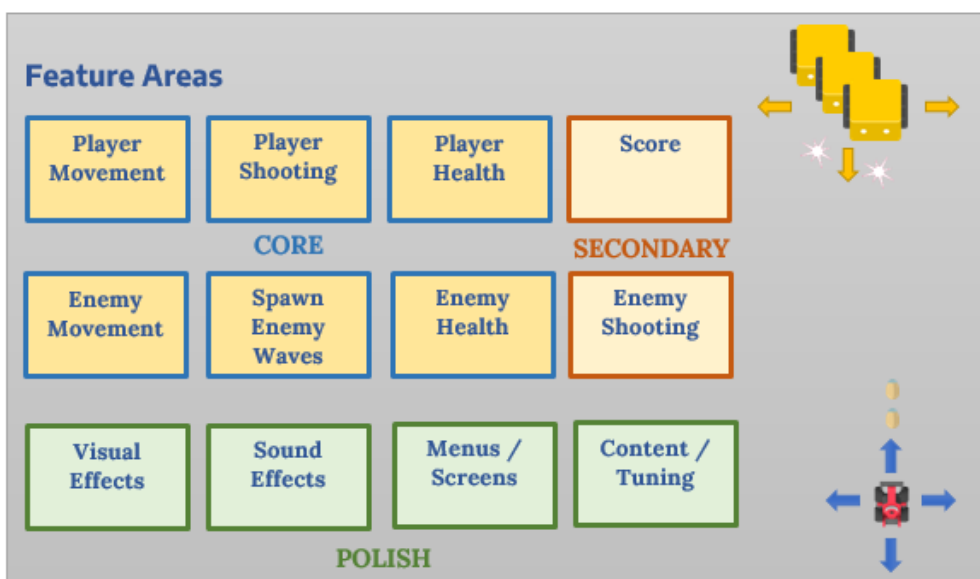 Feature Areas
Player
Movement
Player
Shooting
Player
Health
Score
CORE
SECONDARY
Enemy
Movement
Spawn
Enemy
Waves
Enemy
Health
Enemy
Shooting
Visual
Effects
Sound
Effects
Menus /
Screens
Content /
Tuning
POLISH